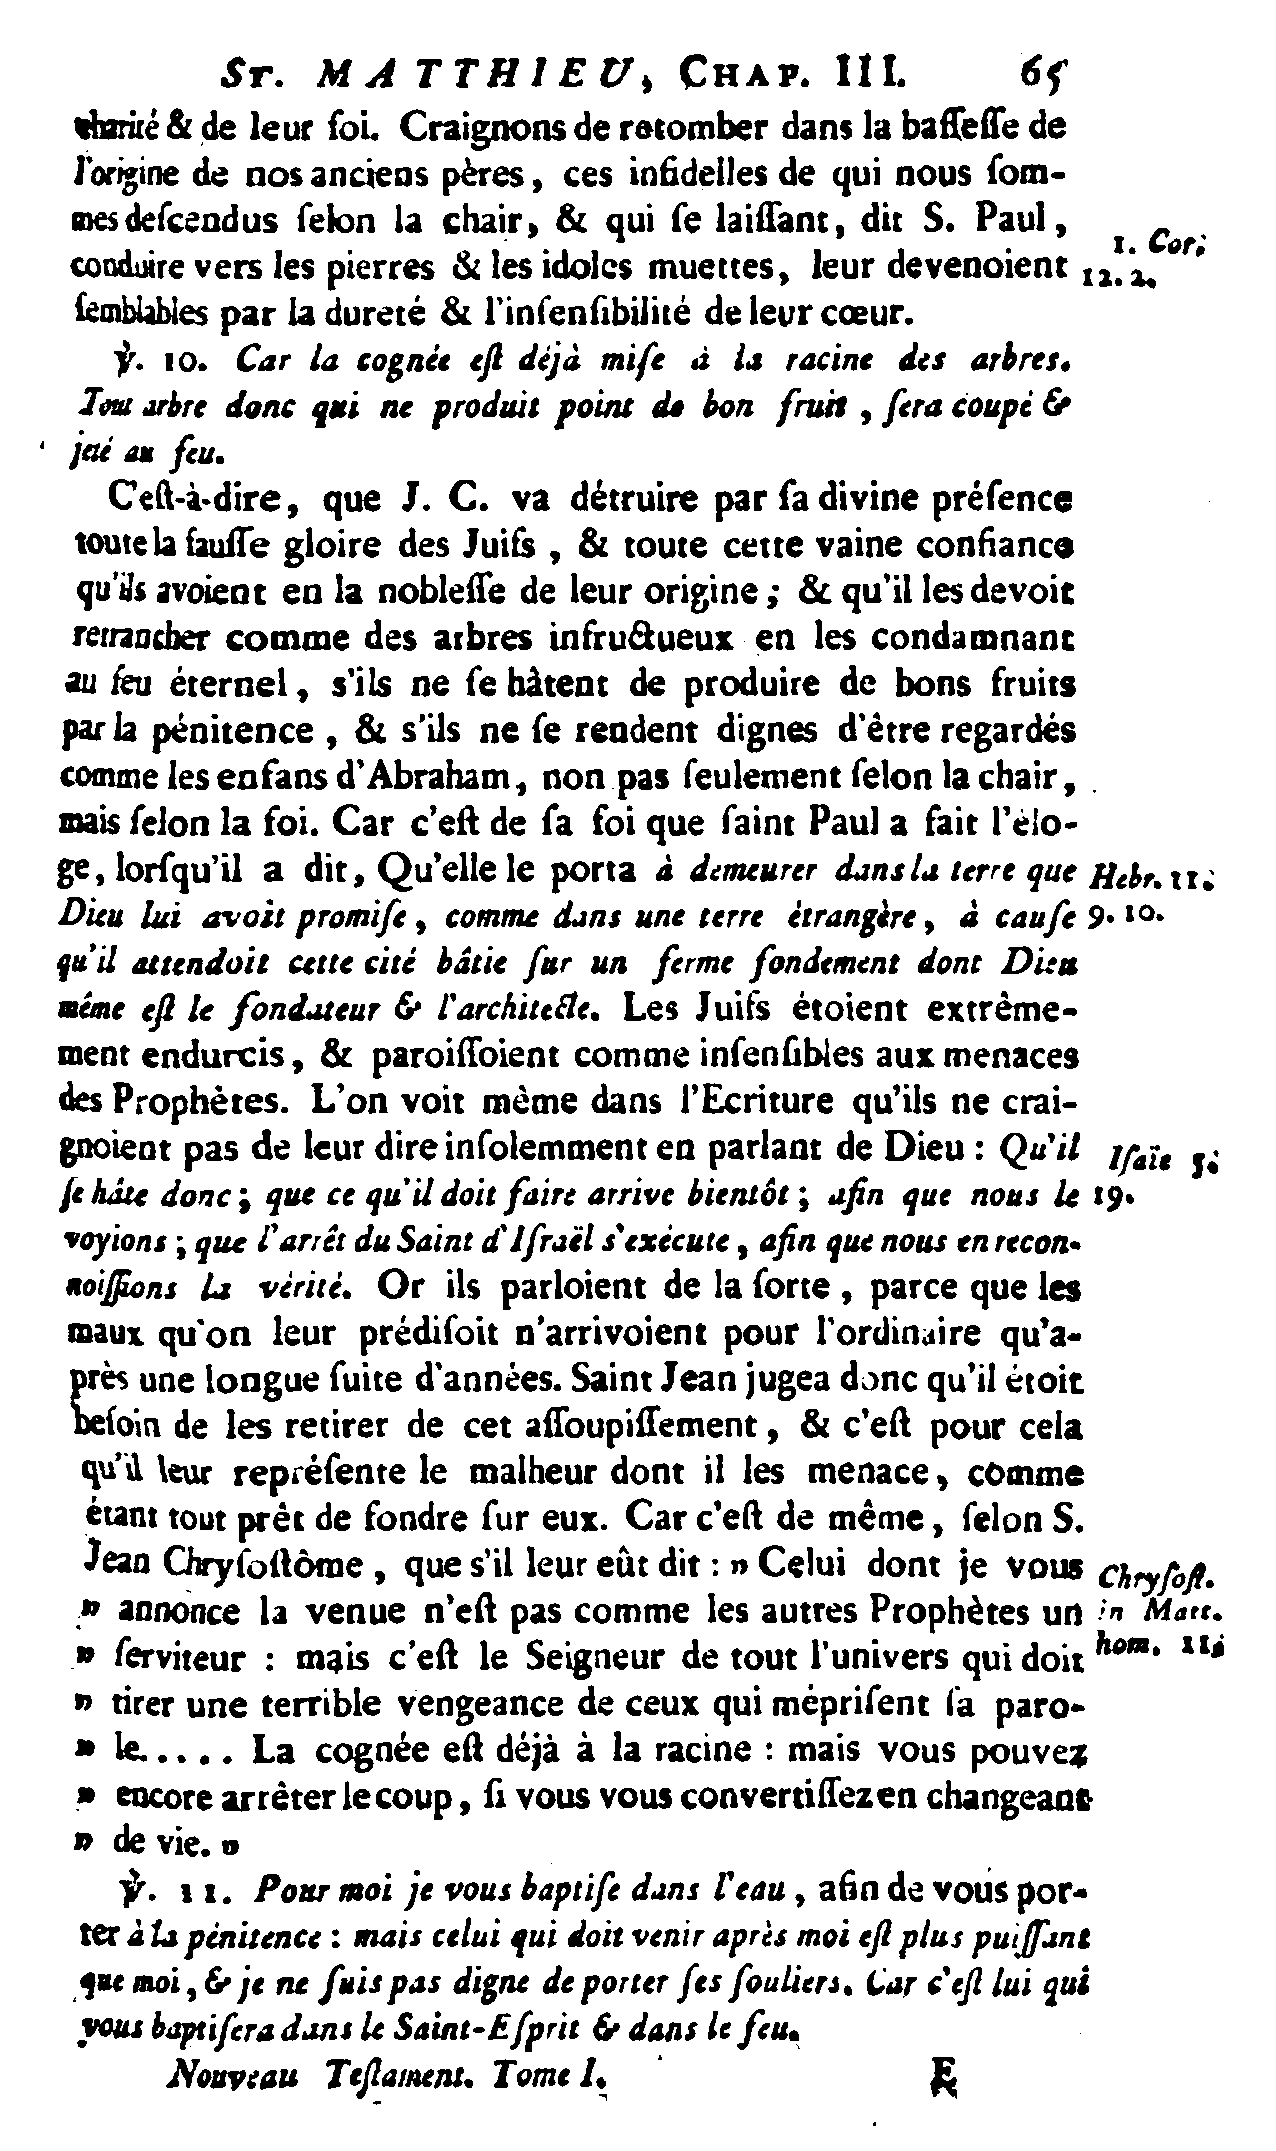 ST. MATTHIEU, CHAP. III. 65
charité & de leur foi. Craignons de retomber dans la baſſeſſe de
l'origine de nos anciens pères, ces infidelles de qui nous ſom-
mes deſcendus ſelon la chair, & qui ſe laiſſant, dit S. Paul,
1. Cor.
conduire vers les pierres & les idoles muettes, leur devenoient
12. 2.
ſemblables par la dureté & l'inſenſibilité de leur cœur.
℣. 10. Car la cognée eſt déjà miſe à la racine des arbres.
Tout arbre donc qui ne produit point de bon fruit, ſera coupé &
jeté au feu.
C'eſt-à-dire, que J. C. va détruire par ſa divine préſence
toute la fauſſe gloire des Juifs, & toute cette vaine confiance
qu'ils avoient en la nobleſſe de leur origine; & qu'il les devoit
retrancher comme des arbres infructueux en les condamnant
au feu éternel, s'ils ne ſe hâtent de produire de bons fruits
par la pénitence, & s'ils ne ſe rendent dignes d'être regardés
comme les enfans d'Abraham, non pas ſeulement ſelon la chair,
mais ſelon la foi. Car c'eſt de ſa foi que ſaint Paul a fait l'élo-
ge, lorſqu'il a dit, Qu'elle le porta à demeurer dans la terre que
Hebr. 11.
Dieu lui avoit promiſe, comme dans une terre étrangère, à cauſe
9. 10.
qu'il attendoit cette cité bâtie ſur un ferme fondement dont Dieu
même eſt le fondateur & l'architecte. Les Juifs étoient extrême-
ment endurcis, & paroiſſoient comme inſenſibles aux menaces
des Prophètes. L'on voit même dans l'Ecriture qu'ils ne crai-
gnoient pas de leur dire inſolemment en parlant de Dieu : Qu'il
Iſaïe 5.
ſe hâte donc; que ce qu'il doit faire arrive bientôt; afin que nous le
19.
voyions; que l'arrêt du Saint d'Iſraël s'exécute, afin que nous en recon-
noiſſions la vérité. Or ils parloient de la ſorte, parce que les
maux qu'on leur prédiſoit n'arrivoient pour l'ordinaire qu'a-
près une longue ſuite d'années. Saint Jean jugea donc qu'il étoit
beſoin de les retirer de cet aſſoupiſſement, & c'eſt pour cela
qu'il leur repréſente le malheur dont il les menace, comme
étant tout prêt de fondre ſur eux. Car c'eſt de même, ſelon S.
Jean Chryſoſtôme, que s'il leur eût dit : » Celui dont je vous
Chryſoſt.
» annonce la venue n'eſt pas comme les autres Prophètes un
in Matt.
» ſerviteur : mais c'eſt le Seigneur de tout l'univers qui doit
hom. 11.
» tirer une terrible vengeance de ceux qui mépriſent ſa paro-
» le..... La cognée eſt déjà à la racine : mais vous pouvez
» encore arrêter le coup, ſi vous vous convertiſſez en changeant
» de vie. »
℣. 11. Pour moi je vous baptiſe dans l'eau, afin de vous por-
ter à la pénitence : mais celui qui doit venir après moi eſt plus puiſſant
que moi, & je ne ſuis pas digne de porter ſes ſouliers. Car c'eſt lui qui
vous baptiſera dans le Saint-Eſprit & dans le feu.
Nouveau Teſtament. Tome I. E